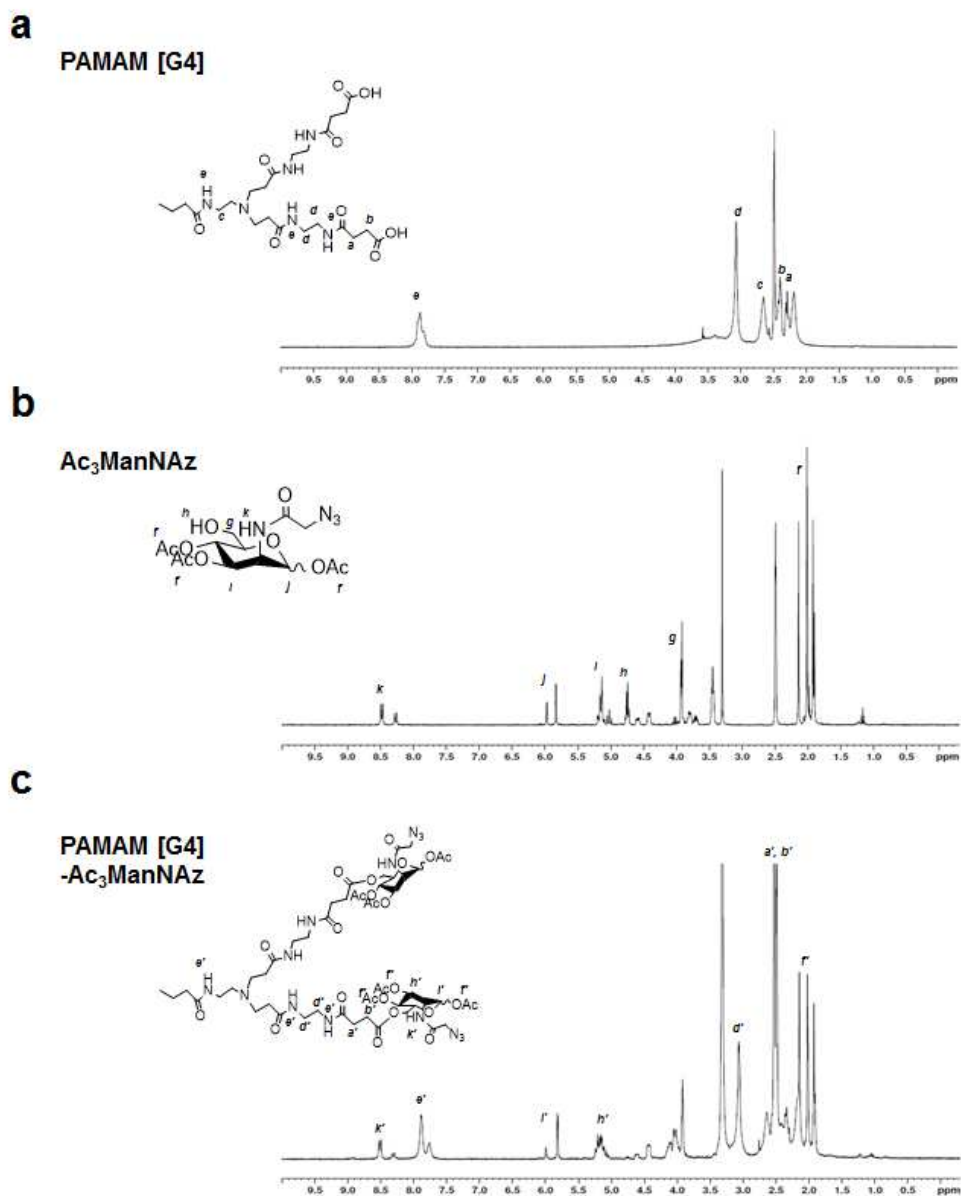 a
PAMAM [G4]
O
OH
HN
O
O
N
H
e
H
N
O
c
N
O
H
N
e
d
d
e
N
H
O
a
b
O
OH
e
d
c
b
a
9.5 9.0 8.5 8.0 7.5 7.0 6.5 6.0 5.5 5.0 4.5 4.0 3.5 3.0 2.5 2.0 1.5 1.0 0.5 ppm
b
Ac₃ManNAz
O
N₃
h
HO
g
k
HN
O
r
AcO
AcO
r
i
j
OAc
r
k
j
i
h
g
r
9.5 9.0 8.5 8.0 7.5 7.0 6.5 6.0 5.5 5.0 4.5 4.0 3.5 3.0 2.5 2.0 1.5 1.0 0.5 ppm
c
PAMAM [G4]
-Ac₃ManNAz
N₃
O
HN
O
OAc
O
AcO
AcO
O
HN
O
O
N
H
e'
H
N
O
N
O
H
N
e'
d'
d'
e'
N
H
O
a'
b'
O
O
r'
AcO
h'
AcO
i'
OAc
r'
HN
k'
O
N₃
k'
e'
i'
h'
d'
a', b'
r'
9.5 9.0 8.5 8.0 7.5 7.0 6.5 6.0 5.5 5.0 4.5 4.0 3.5 3.0 2.5 2.0 1.5 1.0 0.5 ppm